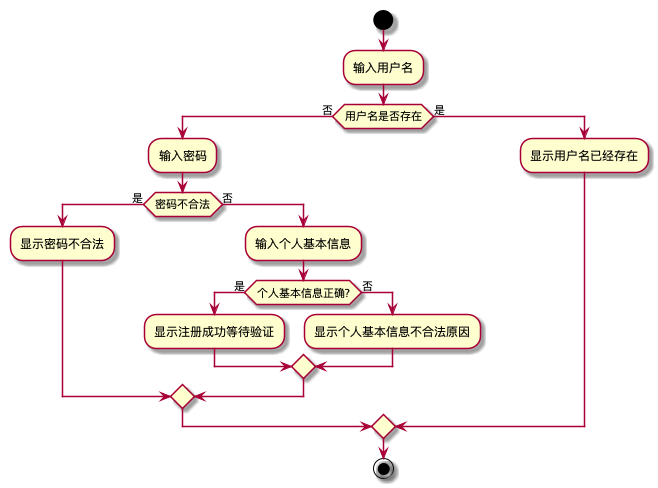 输入用户名
否
用户名是否存在
是
输入密码
显示用户名已经存在
是
密码不合法
否
显示密码不合法
输入个人基本信息
是
个人基本信息正确?
否
显示注册成功等待验证
显示个人基本信息不合法原因